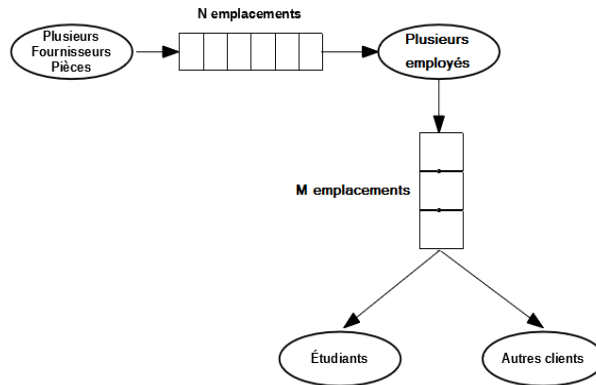 N emplacements
Plusieurs
Fournisseurs
Pièces
Plusieurs
employés
M emplacements
Étudiants
Autres clients